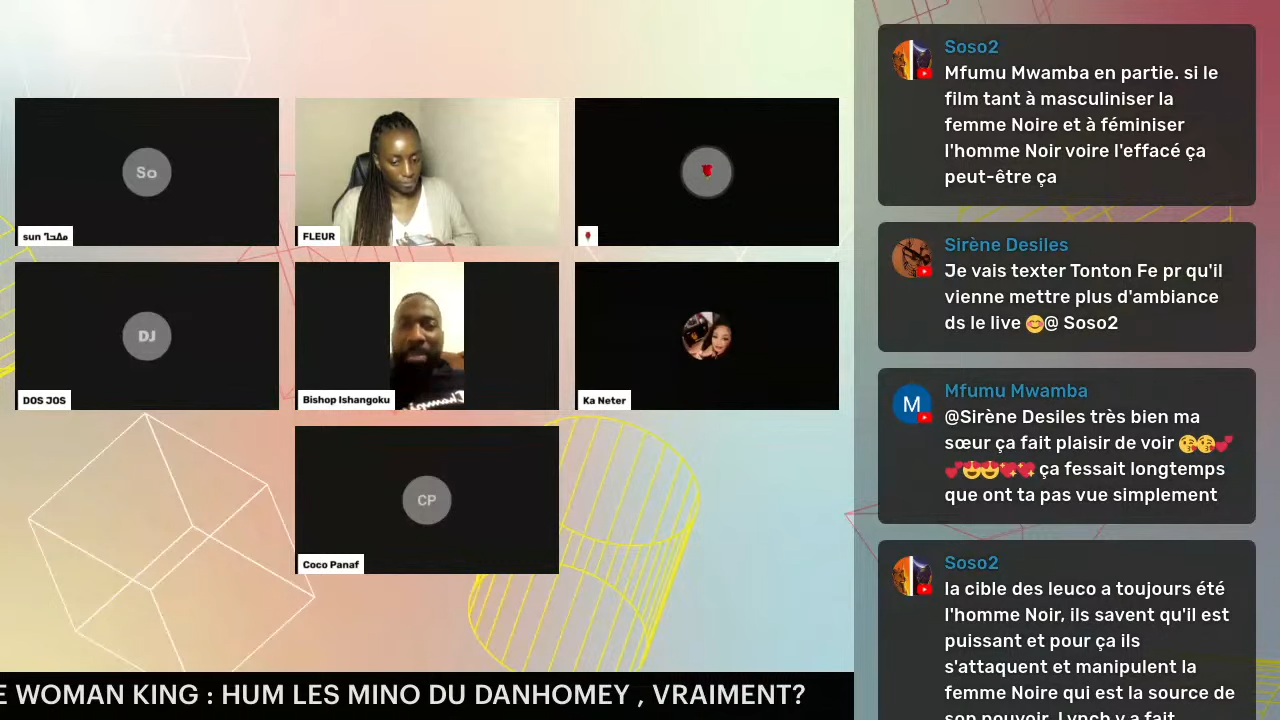 So
sun
FLEUR
DJ
DOS JOS
Bishop Ishangoku
Ka Neter
CP
Coco Panaf
E WOMAN KING : HUM LES MINO DU DANHOMEY , VRAIMENT?
Soso2
Mfumu Mwamba en partie. si le
film tant à masculiniser la
femme Noire et à féminiser
l'homme Noir voire l'effacé ça
peut-être ça
Sirène Desiles
Je vais texter Tonton Fe pr qu'il
vienne mettre plus d'ambiance
ds le live 😊@ Soso2
M
Mfumu Mwamba
@Sirène Desiles très bien ma
sœur ça fait plaisir de voir 😘😘💕
💕😍😍💖💖 ça fessait longtemps
que ont ta pas vue simplement
Soso2
la cible des leuco a toujours été
l'homme Noir, ils savent qu'il est
puissant et pour ça ils
s'attaquent et manipulent la
femme Noire qui est la source de
son pouvoir. Lynch y a fait